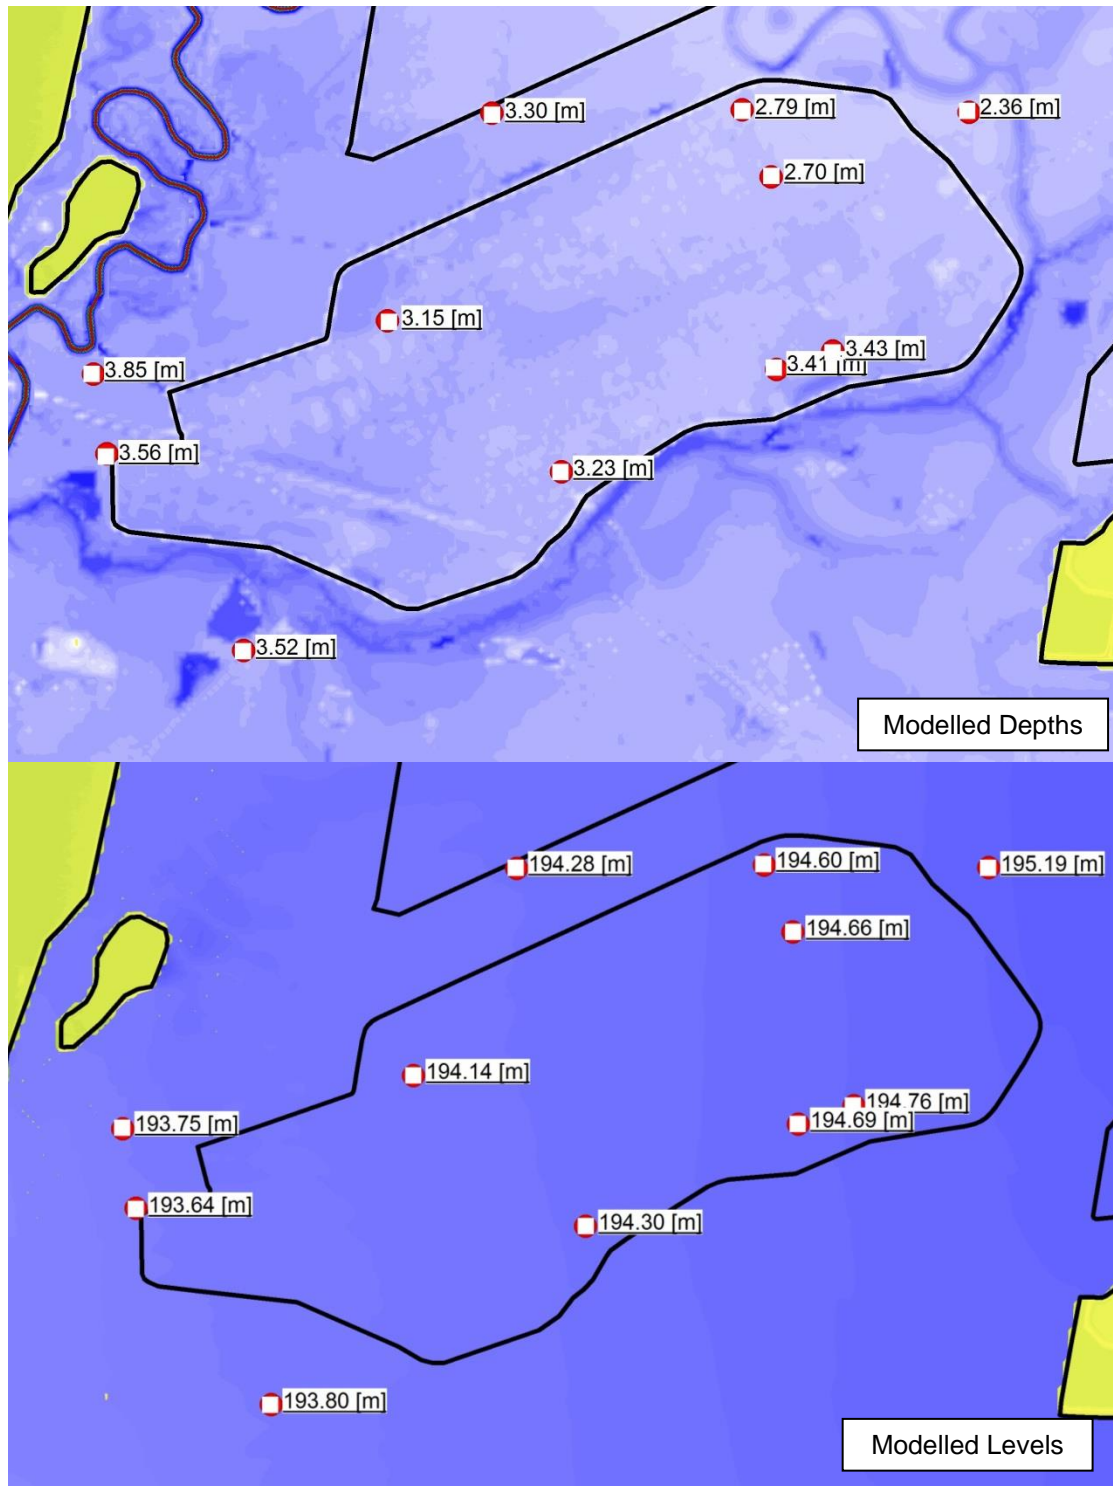 3.30 [m]
2.79 [m]
2.36 [m]
2.70 [m]
3.15 [m]
3.43 [m]
3.85 [m]
3.41 [m]
3.56 [m]
3.23 [m]
3.52 [m]
Modelled Depths
194.28 [m]
194.60 [m]
195.19 [m]
194.66 [m]
194.14 [m]
194.76 [m]
193.75 [m]
194.69 [m]
193.64 [m]
194.30 [m]
193.80 [m]
Modelled Levels